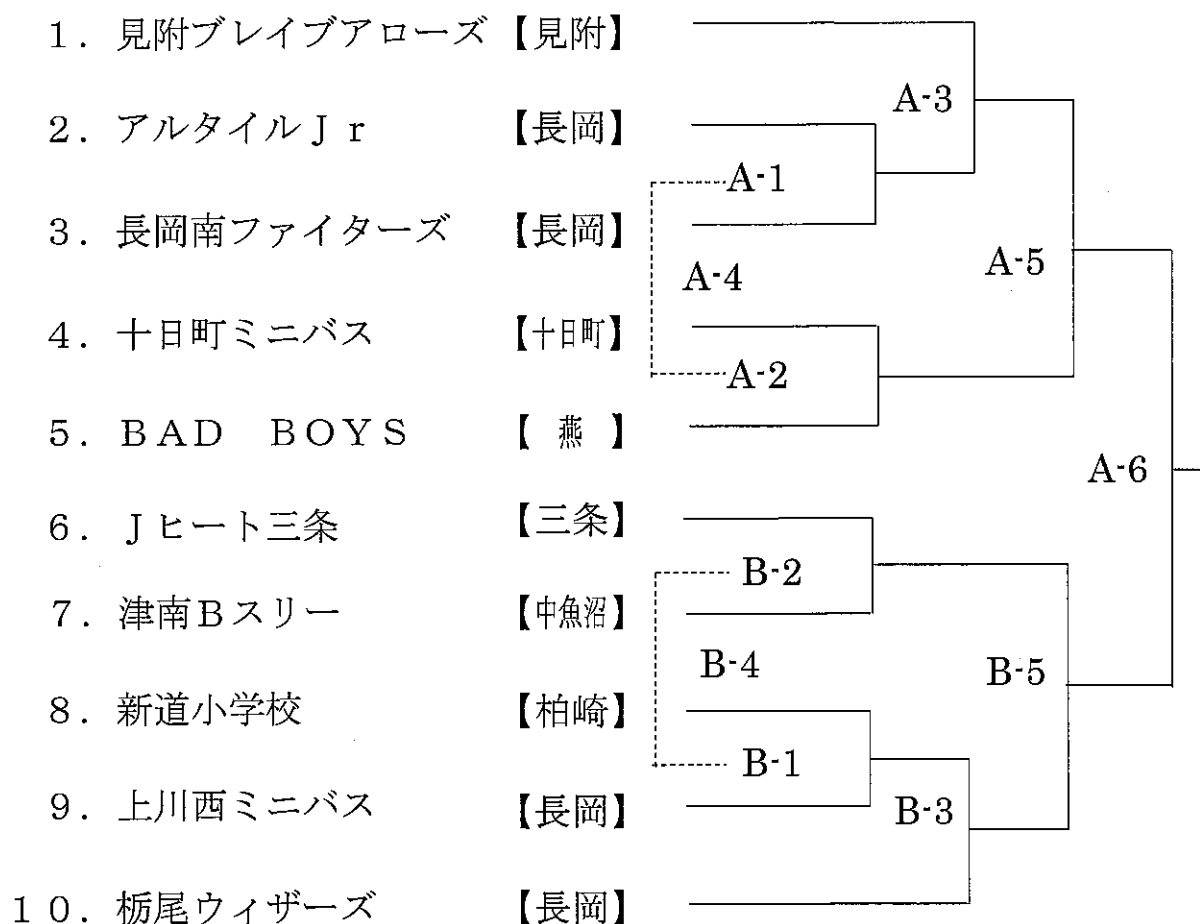 １．見附ブレイブアローズ【見附】
A-3
２．アルタイルＪｒ 【長岡】
A-1
３．長岡南ファイターズ 【長岡】
A-4 A-5
４．十日町ミニバス 【十日町】
A-2
５．ＢＡＤ ＢＯＹＳ 【 燕 】
A-6
６．Ｊヒート三条 【三条】
B-2
７．津南Ｂスリー 【中魚沼】
B-4 B-5
８．新道小学校 【柏崎】
B-1
９．上川西ミニバス 【長岡】
B-3
１０．栃尾ウィザーズ 【長岡】